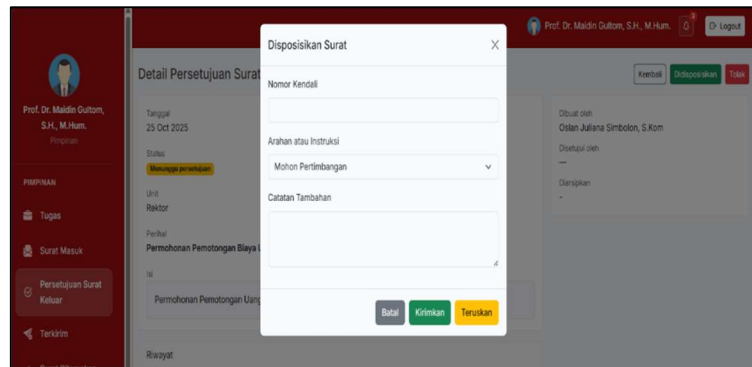 Prof. Dr. Maidin Gultom, S.H., M.Hum.
3
Logout
Prof. Dr. Maidin Gultom,
S.H., M.Hum.
Pimpinan
PIMPINAN
Tugas
Surat Masuk
Persetujuan Surat
Keluar
Terkirim
Detail Persetujuan Surat
Kembali
Didisposisikan
Tolak
Tanggal
25 Oct 2025
Status
Menunggu persetujuan
Unit
Rektor
Perihal
Permohonan Pemotongan Biaya
Isi
Permohonan Pemotongan Uang
Riwayat
Disposisikan Surat
X
Nomor Kendali
Arahan atau Instruksi
Mohon Pertimbangan
Catatan Tambahan
Batal
Kirimkan
Teruskan
Dibuat oleh
Oslan Juliana Simbolon, S.Kom
Disetujui oleh
—
Diarsipkan
-